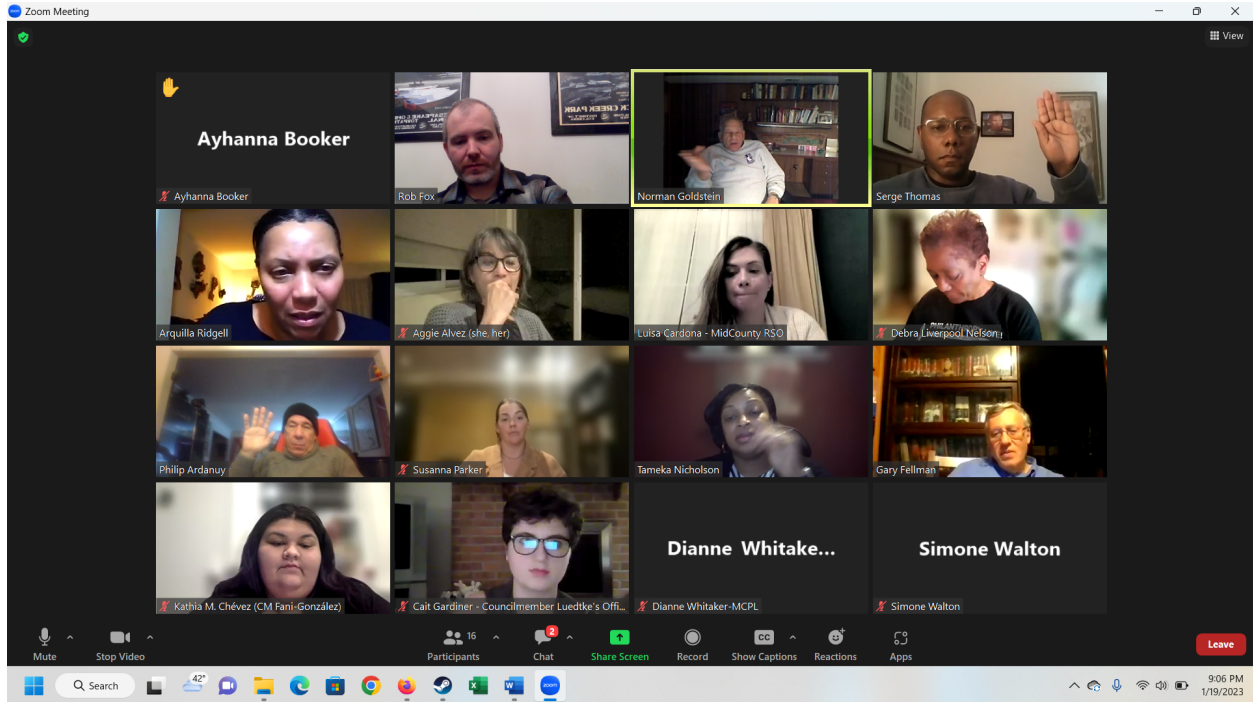 Zoom Meeting
View
Ayhanna Booker
Ayhanna Booker
Rob Fox
Norman Goldstein
Serge Thomas
Arquilla Ridgell
Aggie Alvez (she, her)
Luisa Cardona - MidCounty RSO
Debra Liverpool Nelson
Philip Ardanuy
Susanna Parker
Tameka Nicholson
Gary Fellman
Kathia M. Chévez (CM Fani-González)
Cait Gardiner - Councilmember Luedtke's Offi...
Dianne Whitake...
Dianne Whitaker-MCPL
Simone Walton
Simone Walton
Mute
Stop Video
16
Participants
2
Chat
Share Screen
Record
CC
Show Captions
Reactions
Apps
Leave
Search
42°
zoom
9:06 PM
1/19/2023